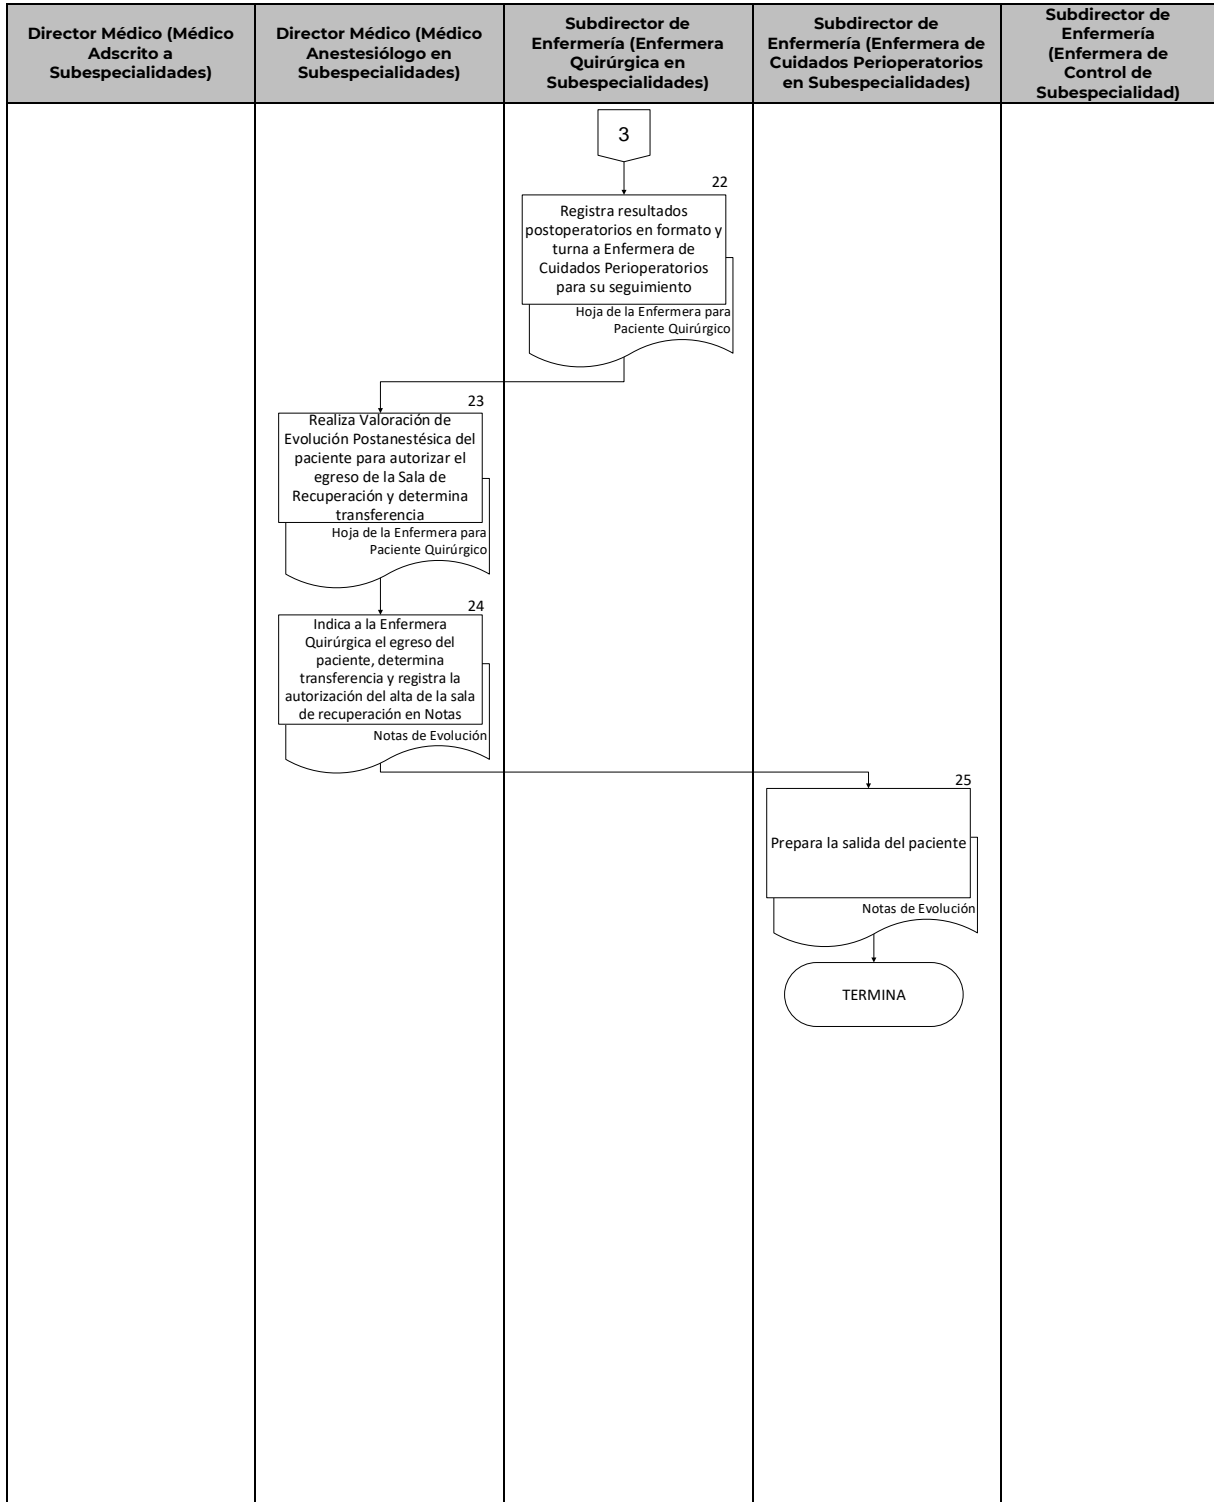 Director Médico (Médico
Adscrito a
Subespecialidades)
Director Médico (Médico
Anestesiólogo en
Subespecialidades)
Subdirector de
Enfermería (Enfermera
Quirúrgica en
Subespecialidades)
Subdirector de
Enfermería (Enfermera de
Cuidados Perioperatorios
en Subespecialidades)
Subdirector de
Enfermería
(Enfermera de
Control de
Subespecialidad)
3
22
Registra resultados
postoperatorios en formato y
turna a Enfermera de
Cuidados Perioperatorios
para su seguimiento
Hoja de la Enfermera para
Paciente Quirúrgico
23
Realiza Valoración de
Evolución Postanestésica del
paciente para autorizar el
egreso de la Sala de
Recuperación y determina
transferencia
Hoja de la Enfermera para
Paciente Quirúrgico
24
Indica a la Enfermera
Quirúrgica el egreso del
paciente, determina
transferencia y registra la
autorización del alta de la sala
de recuperación en Notas
Notas de Evolución
25
Prepara la salida del paciente
Notas de Evolución
TERMINA